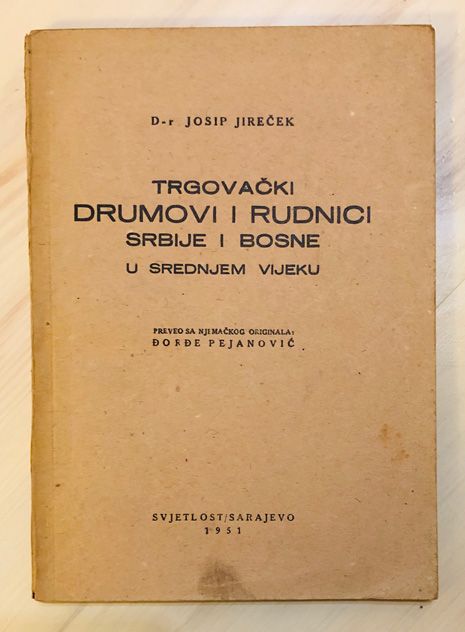 D-r JOSIP JIREČEK
TRGOVAČKI
DRUMOVI I RUDNICI
SRBIJE I BOSNE
U SREDNJEM VIJEKU
PREVEO SA NJEMAČKOG ORIGINALA:
ĐORĐE PEJANOVIĆ
SVJETLOST/SARAJEVO
1951